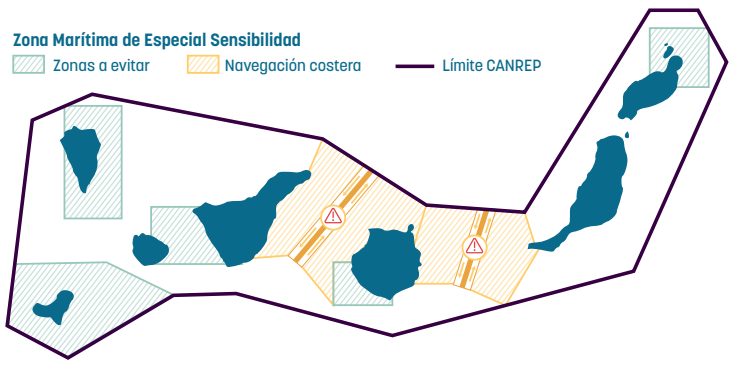 Zona Marítima de Especial Sensibilidad
Zonas a evitar Navegación costera Límite CANREP